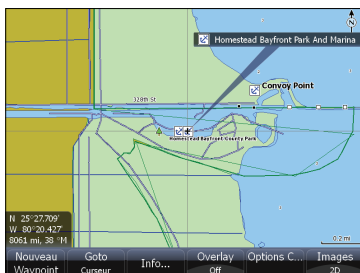 N
Homestead Bayfront Park And Marina
Convoy Point
328th St
Homestead Bayfront County Park
N 25°27.709'
W 80°20.427'
8061 mi, 38 °M
0.2 mi
Nouveau Waypoint
Goto Curseur
Info...
Overlay Off
Options C...
Images 2D